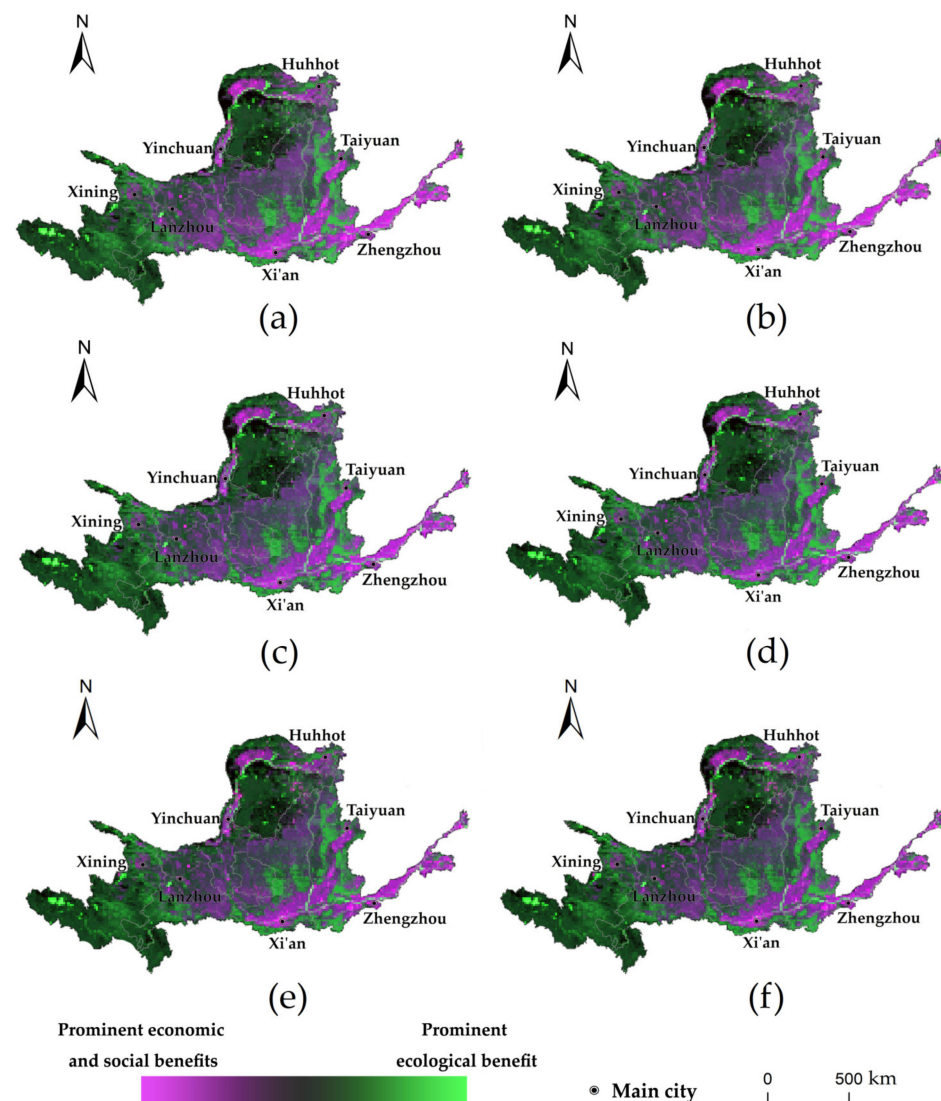 N
N
Huhhot
Huhhot
Yinchuan
Taiyuan
Yinchuan
Taiyuan
Xining
Xining
Lanzhou
Lanzhou
Zhengzhou
Zhengzhou
Xi'an
Xi'an
(a)
(b)
N
N
Huhhot
Huhhot
Yinchuan
Taiyuan
Yinchuan
Taiyuan
Xining
Xining
Lanzhou
Lanzhou
Zhengzhou
Zhengzhou
Xi'an
Xi'an
(c)
(d)
N
N
Huhhot
Huhhot
Yinchuan
Taiyuan
Yinchuan
Taiyuan
Xining
Xining
Lanzhou
Lanzhou
Zhengzhou
Zhengzhou
Xi'an
Xi'an
(e)
(f)
Prominent economic
and social benefits
Prominent
ecological benefit
Main city
0 500 km